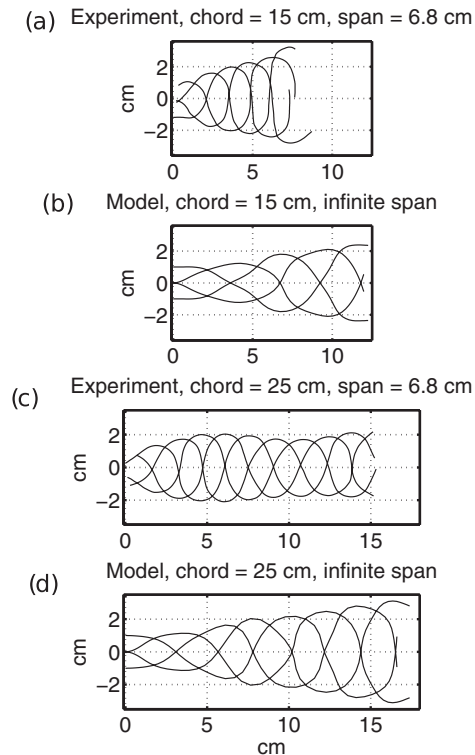 (a) Experiment, chord = 15 cm, span = 6.8 cm
2
0
−2
cm
0 5 10
(b) Model, chord = 15 cm, infinite span
2
0
−2
cm
0 5 10
(c) Experiment, chord = 25 cm, span = 6.8 cm
2
0
−2
cm
0 5 10 15
(d) Model, chord = 25 cm, infinite span
2
0
−2
cm
0 5 10 15
cm